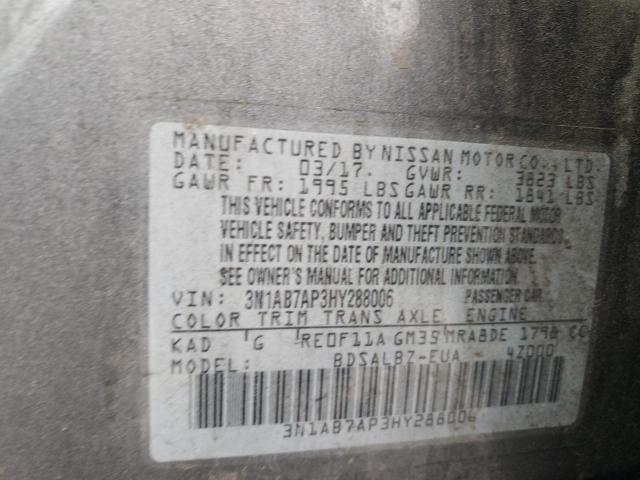 MANUFACTURED BY NISSAN MOTOR CO., LTD.
DATE: 03/17. GVWR: 3823 LBS
GAWR FR: 1995 LBS GAWR RR: 1841 LBS
THIS VEHICLE CONFORMS TO ALL APPLICABLE FEDERAL MOTOR
VEHICLE SAFETY, BUMPER AND THEFT PREVENTION STANDARDS
IN EFFECT ON THE DATE OF MANUFACTURE SHOWN ABOVE.
SEE OWNER'S MANUAL FOR ADDITIONAL INFORMATION.
VIN: 3N1AB7AP3HY288006 PASSENGER CAR
COLOR TRIM TRANS AXLE ENGINE
KAD G RE0F11A GM35 MRA8DE 1798 CC
MODEL: BDSALBZ-EUA 42000
3N1AB7AP3HY288006